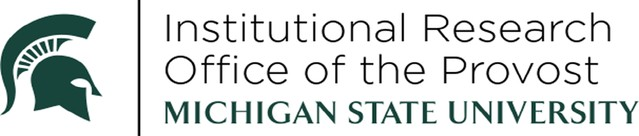 Institutional Research
Office of the Provost
MICHIGAN STATE UNIVERSITY